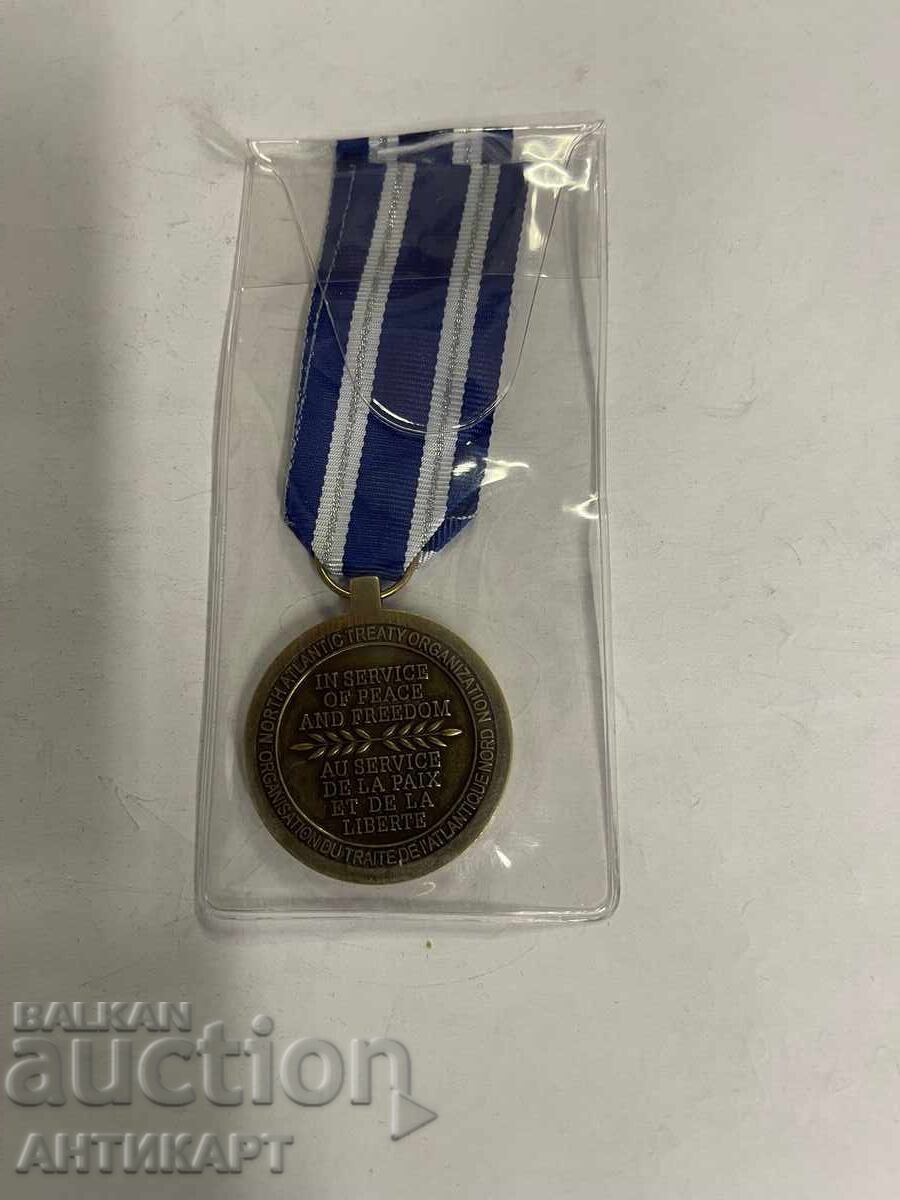 NORTH ATLANTIC TREATY ORGANIZATION
IN SERVICE
OF PEACE
AND FREEDOM
AU SERVICE
DE LA PAIX
ET DE LA
LIBERTE
ORGANISATION DU TRAITE DE l'ATLANTIQUE NORD
BALKAN
auction
АНТИКАРТ